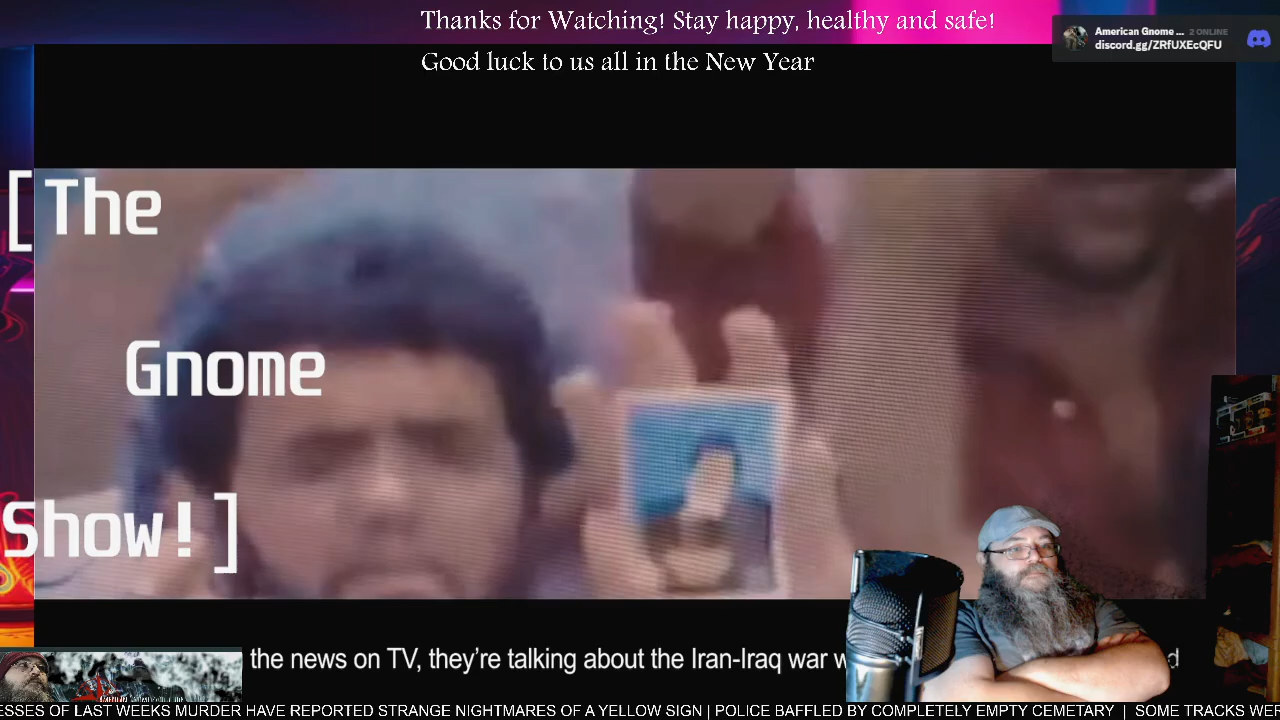 Thanks for Watching! Stay happy, healthy and safe!
Good luck to us all in the New Year
American Gnome ... 2 ONLINE
discord.gg/ZRfUXEcQFU
[The
Gnome
Show!]
the news on TV, they're talking about the Iran-Iraq war
ESSES OF LAST WEEKS MURDER HAVE REPORTED STRANGE NIGHTMARES OF A YELLOW SIGN | POLICE BAFFLED BY COMPLETELY EMPTY CEMETARY | SOME TRACKS WER